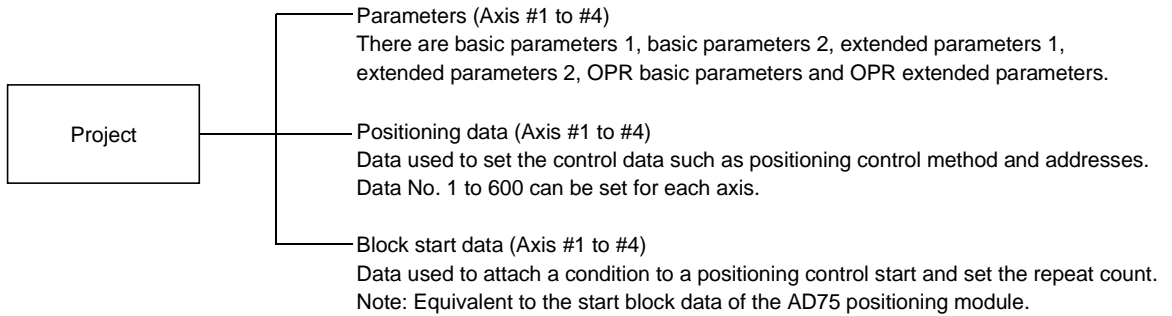 Parameters (Axis #1 to #4)
There are basic parameters 1, basic parameters 2, extended parameters 1,
extended parameters 2, OPR basic parameters and OPR extended parameters.
Project
Positioning data (Axis #1 to #4)
Data used to set the control data such as positioning control method and addresses.
Data No. 1 to 600 can be set for each axis.
Block start data (Axis #1 to #4)
Data used to attach a condition to a positioning control start and set the repeat count.
Note: Equivalent to the start block data of the AD75 positioning module.